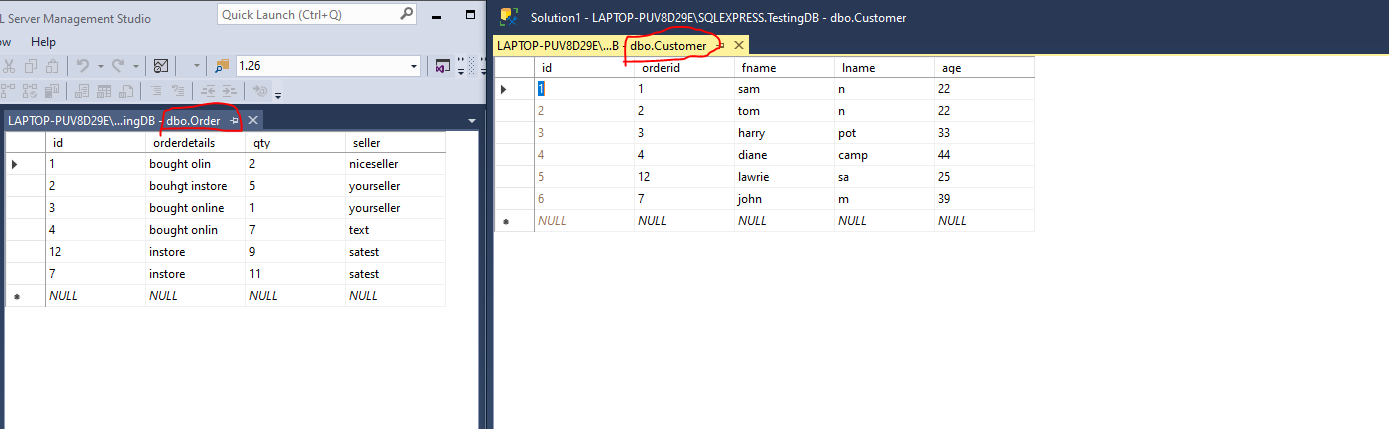 L Server Management Studio
Quick Launch (Ctrl+Q)
ow Help
1.26
LAPTOP-PUV8D29E\...ingDB - dbo.Order
id orderdetails qty seller
1 bought olin 2 niceseller
2 bouhgt instore 5 yourseller
3 bought online 1 yourseller
4 bought onlin 7 text
12 instore 9 satest
7 instore 11 satest
NULL NULL NULL NULL
Solution1 - LAPTOP-PUV8D29E\SQLEXPRESS.TestingDB - dbo.Customer
LAPTOP-PUV8D29E\...B - dbo.Customer
id orderid fname lname age
1 1 sam n 22
2 2 tom n 22
3 3 harry pot 33
4 4 diane camp 44
5 12 lawrie sa 25
6 7 john m 39
NULL NULL NULL NULL NULL